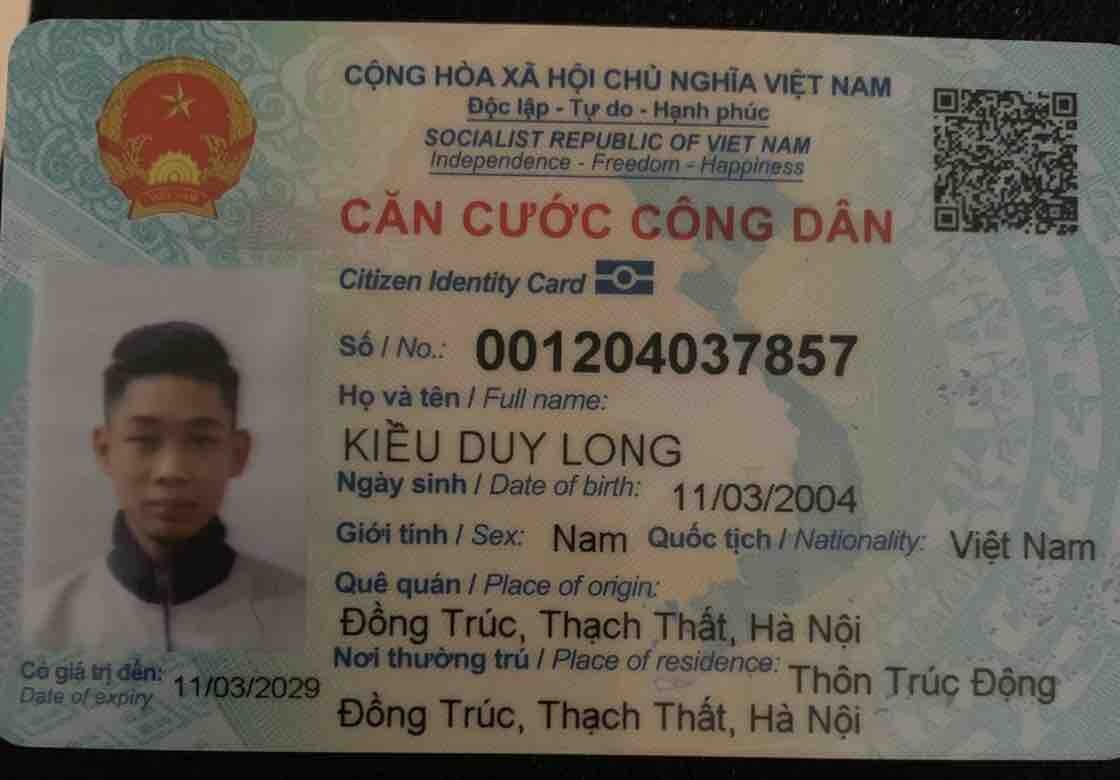 CỘNG HÒA XÃ HỘI CHỦ NGHĨA VIỆT NAM
Độc lập - Tự do - Hạnh phúc
SOCIALIST REPUBLIC OF VIET NAM
Independence - Freedom - Happiness
CĂN CƯỚC CÔNG DÂN
Citizen Identity Card
Số / No.: 001204037857
Họ và tên / Full name:
KIỀU DUY LONG
Ngày sinh / Date of birth: 11/03/2004
Giới tính / Sex: Nam Quốc tịch / Nationality: Việt Nam
Quê quán / Place of origin:
Đồng Trúc, Thạch Thất, Hà Nội
Nơi thường trú / Place of residence: Thôn Trúc Động
Đồng Trúc, Thạch Thất, Hà Nội
Có giá trị đến: 11/03/2029
Date of expiry